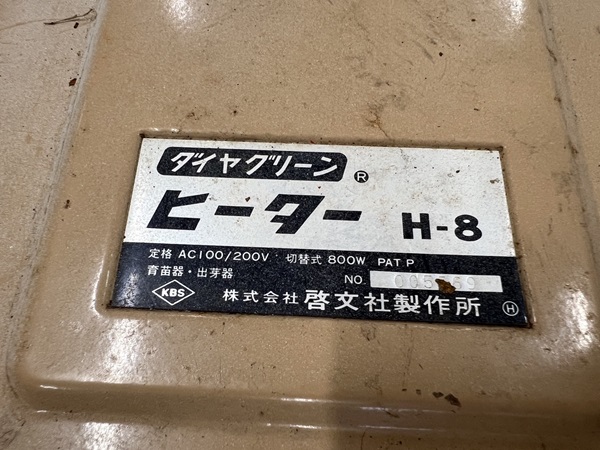 ダイヤグリーン ®
ヒーター H-8
定格 AC100/200V 切替式 800W PAT.P
育苗器・出芽器 NO.
KBS 株式会社 啓文社製作所 Ⓗ